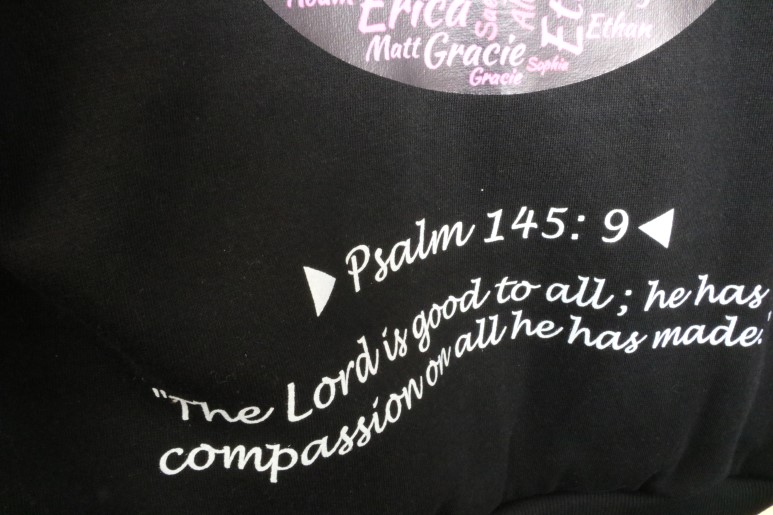 Erica
Matt Gracie Ethan
Gracie Sophia
Psalm 145: 9
"The Lord is good to all; he has
compassion on all he has made.